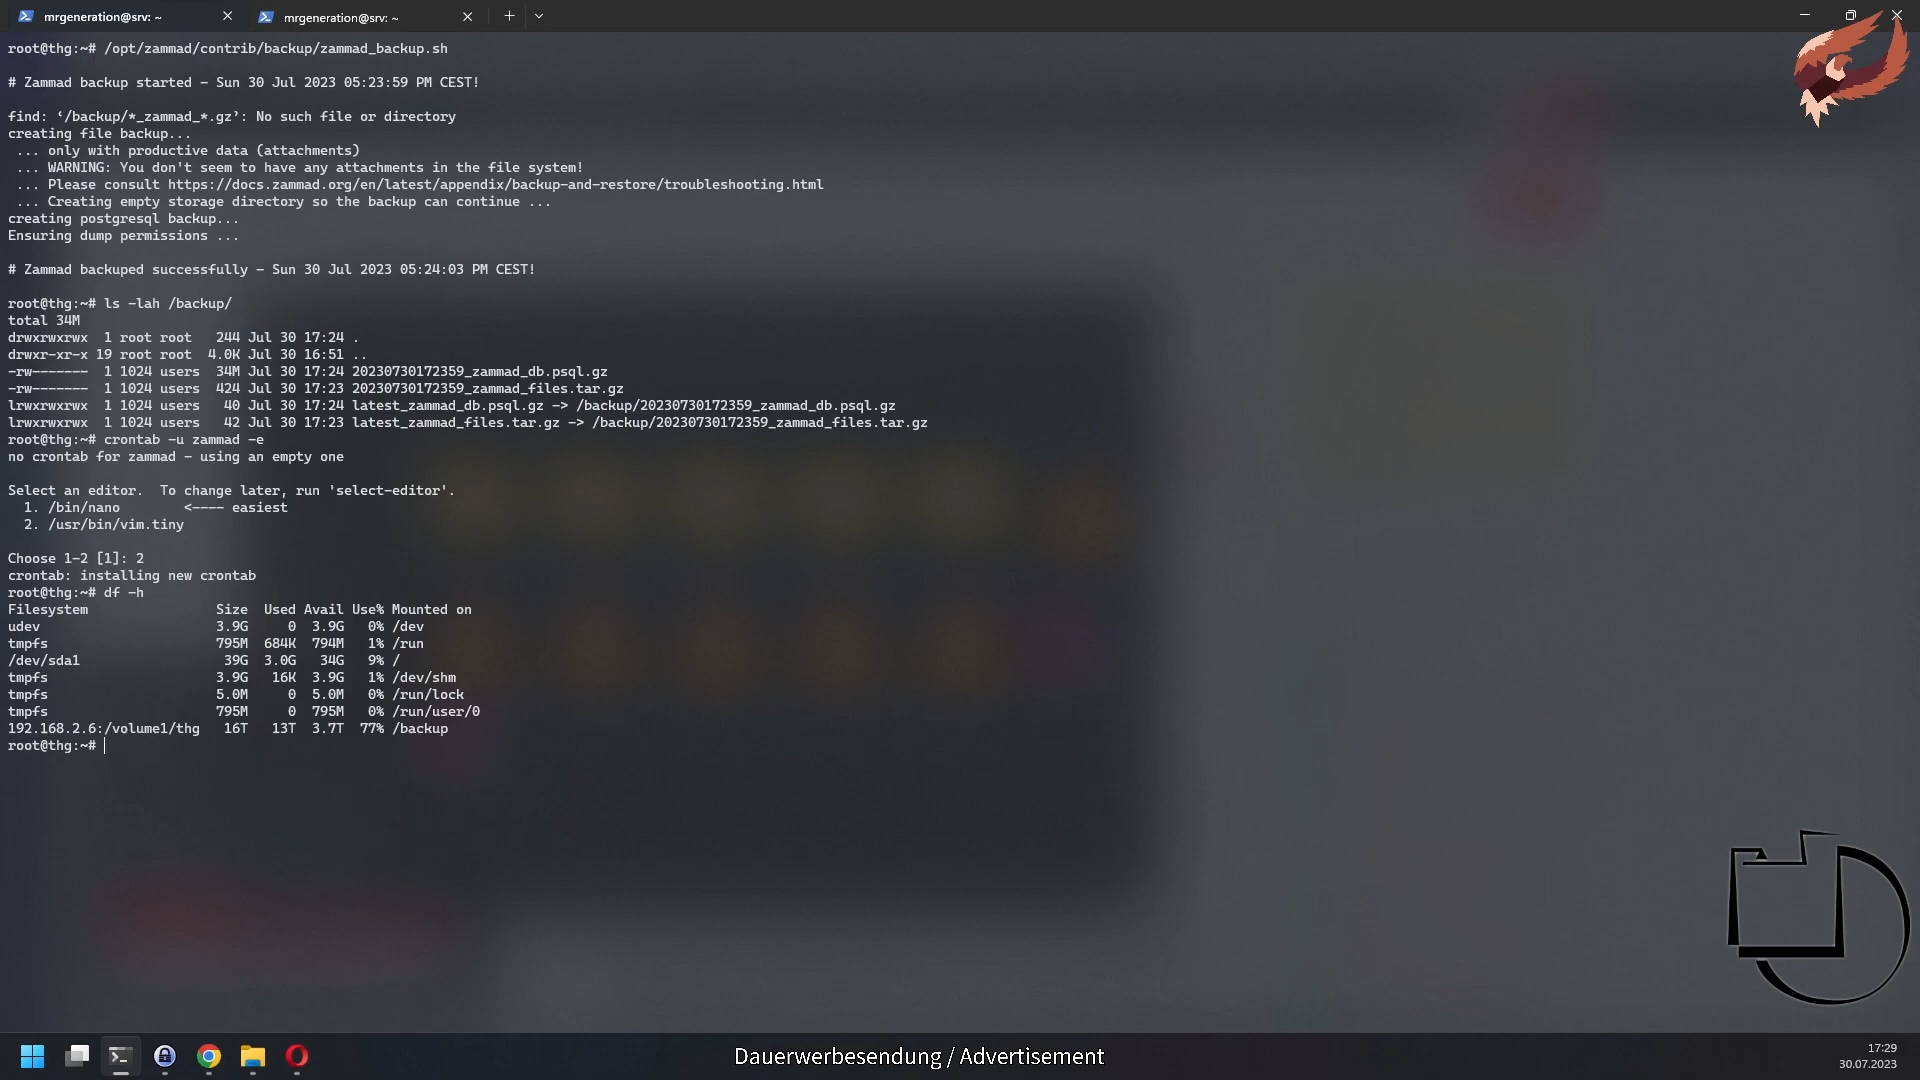 mrgeneration@srv: ~
mrgeneration@srv: ~
root@thg:~# /opt/zammad/contrib/backup/zammad_backup.sh
# Zammad backup started - Sun 30 Jul 2023 05:23:59 PM CEST!
find: ‘/backup/*_zammad_*.gz’: No such file or directory
creating file backup...
... only with productive data (attachments)
... WARNING: You don't seem to have any attachments in the file system!
... Please consult https://docs.zammad.org/en/latest/appendix/backup-and-restore/troubleshooting.html
... Creating empty storage directory so the backup can continue ...
creating postgresql backup...
Ensuring dump permissions ...
# Zammad backuped successfully - Sun 30 Jul 2023 05:24:03 PM CEST!
root@thg:~# ls -lah /backup/
total 34M
drwxrwxrwx  1 root root   244 Jul 30 17:24 .
drwxr-xr-x 19 root root  4.0K Jul 30 16:51 ..
-rw-------  1 1024 users  34M Jul 30 17:24 20230730172359_zammad_db.psql.gz
-rw-------  1 1024 users  424 Jul 30 17:23 20230730172359_zammad_files.tar.gz
lrwxrwxrwx  1 1024 users   40 Jul 30 17:24 latest_zammad_db.psql.gz -> /backup/20230730172359_zammad_db.psql.gz
lrwxrwxrwx  1 1024 users   42 Jul 30 17:23 latest_zammad_files.tar.gz -> /backup/20230730172359_zammad_files.tar.gz
root@thg:~# crontab -u zammad -e
no crontab for zammad - using an empty one
Select an editor.  To change later, run 'select-editor'.
1. /bin/nano        <---- easiest
2. /usr/bin/vim.tiny
Choose 1-2 [1]: 2
crontab: installing new crontab
root@thg:~# df -h
Filesystem                Size  Used Avail Use% Mounted on
udev                      3.9G     0  3.9G   0% /dev
tmpfs                     795M  684K  794M   1% /run
/dev/sda1                  39G  3.0G   34G   9% /
tmpfs                     3.9G   16K  3.9G   1% /dev/shm
tmpfs                     5.0M     0  5.0M   0% /run/lock
tmpfs                     795M     0  795M   0% /run/user/0
192.168.2.6:/volume1/thg   16T   13T  3.7T  77% /backup
root@thg:~#
Dauerwerbesendung / Advertisement
17:29
30.07.2023